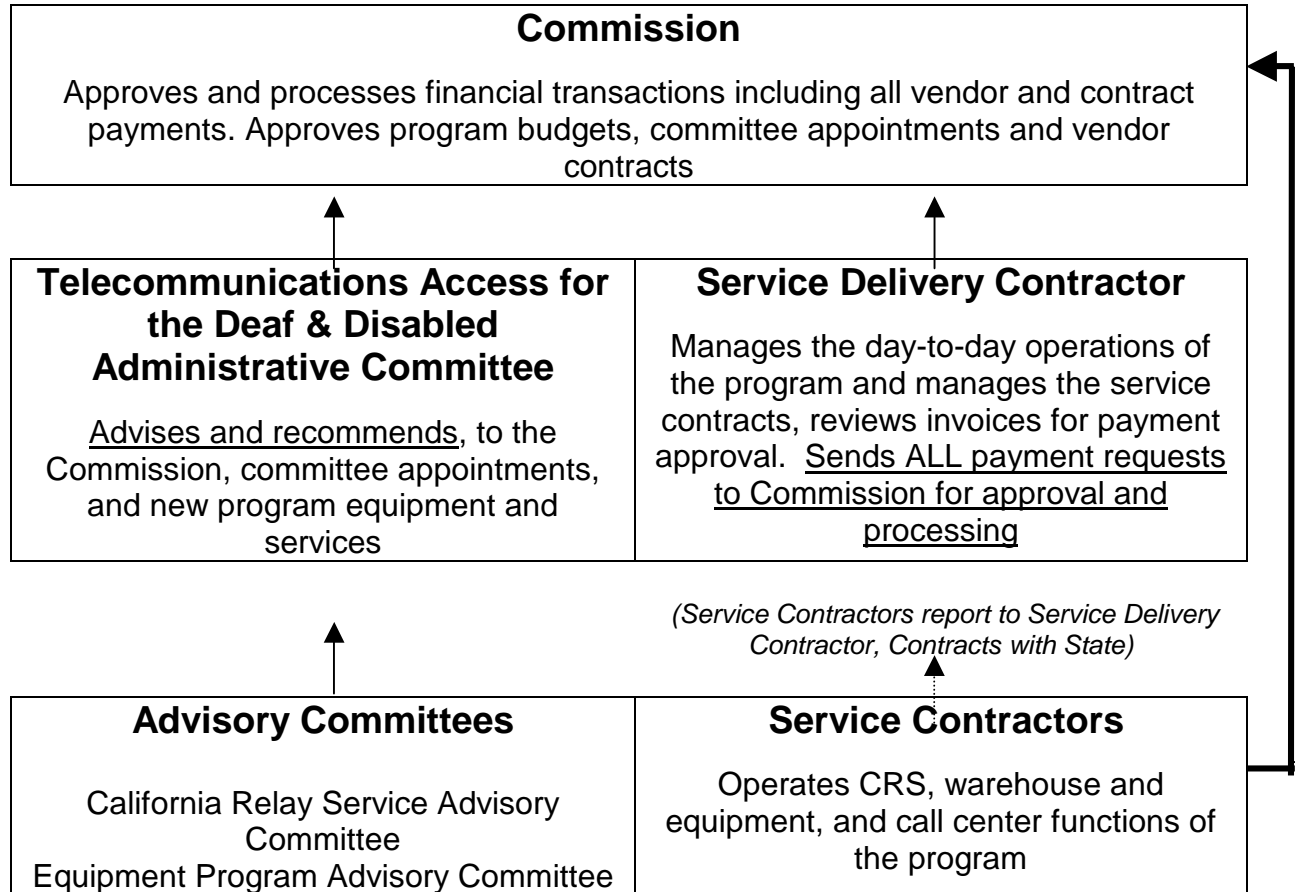 Commission
Approves and processes financial transactions including all vendor and contract
payments. Approves program budgets, committee appointments and vendor
contracts
Telecommunications Access for
the Deaf & Disabled
Administrative Committee
Advises and recommends, to the
Commission, committee appointments,
and new program equipment and
services
Service Delivery Contractor
Manages the day-to-day operations of
the program and manages the service
contracts, reviews invoices for payment
approval. Sends ALL payment requests
to Commission for approval and
processing
(Service Contractors report to Service Delivery
Contractor, Contracts with State)
Advisory Committees
California Relay Service Advisory
Committee
Equipment Program Advisory Committee
Service Contractors
Operates CRS, warehouse and
equipment, and call center functions of
the program